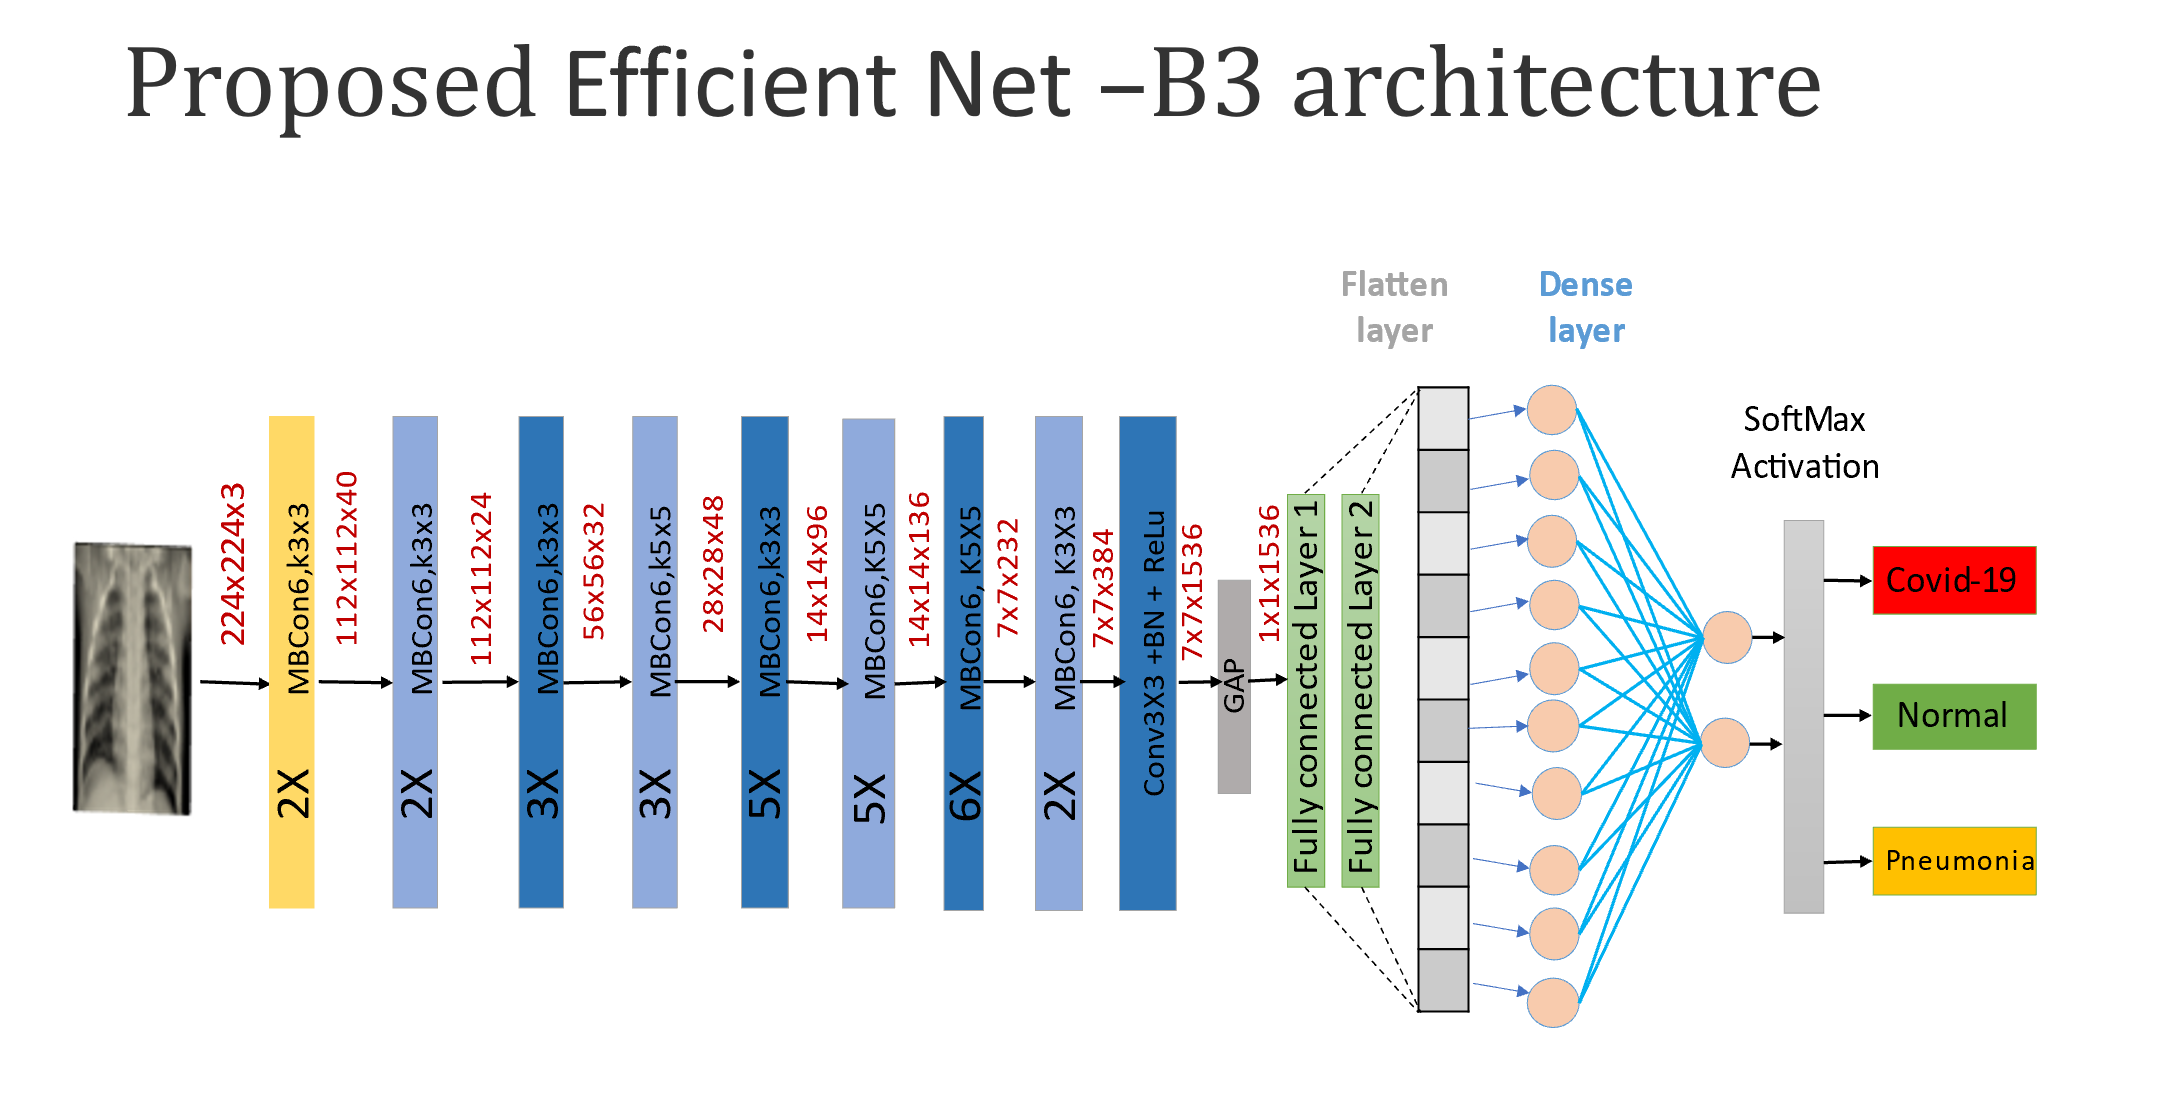 Proposed Efficient Net –B3 architecture
Flatten
layer
Dense
layer
SoftMax
Activation
224x224x3
MBCon6,k3x3
2X
112x112x40
MBCon6,k3x3
2X
112x112x24
MBCon6,k3x3
3X
56x56x32
MBCon6,k5x5
3X
28x28x48
MBCon6,k3x3
5X
14x14x96
MBCon6,K5X5
5X
14x14x136
MBCon6, K5X5
6X
7x7x232
MBCon6, K3X3
2X
7x7x384
Conv3X3 +BN + ReLu
7x7x1536
GAP
1x1x1536
Fully connected Layer 1
Fully connected Layer 2
Covid-19
Normal
Pneumonia